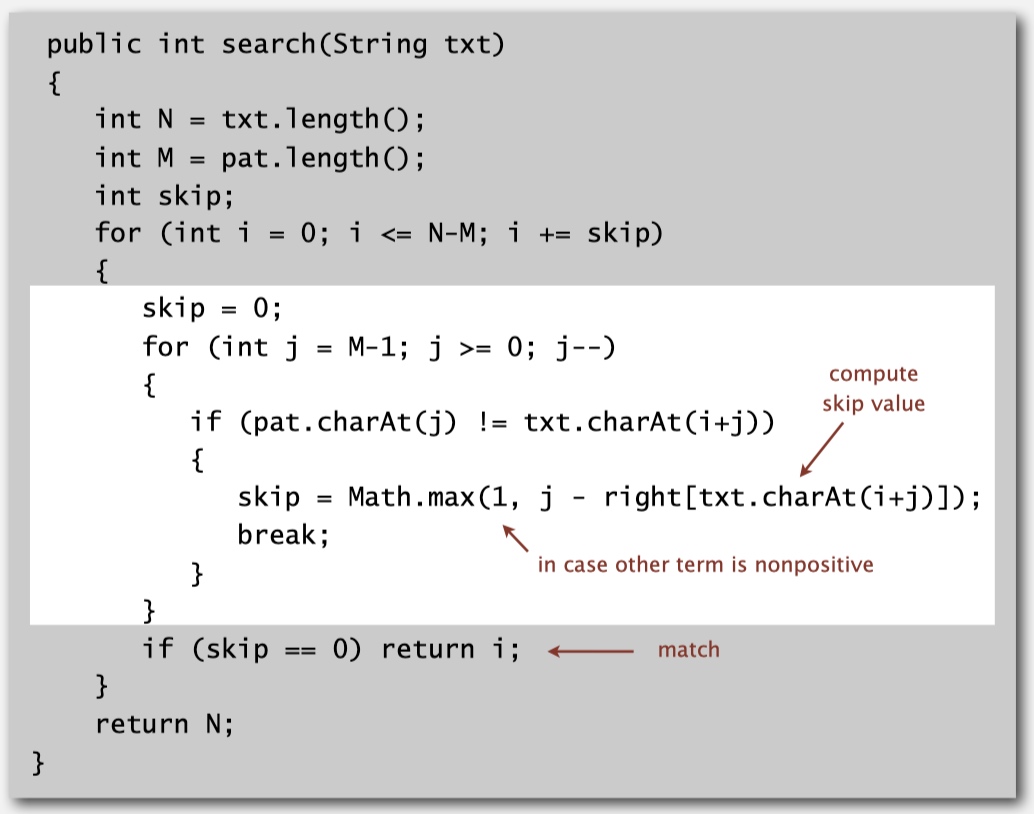 public int search(String txt)
{
int N = txt.length();
int M = pat.length();
int skip;
for (int i = 0; i <= N-M; i += skip)
{
skip = 0;
for (int j = M-1; j >= 0; j--)
{
compute
skip value
if (pat.charAt(j) != txt.charAt(i+j))
{
skip = Math.max(1, j - right[txt.charAt(i+j)]);
break;
in case other term is nonpositive
}
}
if (skip == 0) return i;
match
}
return N;
}